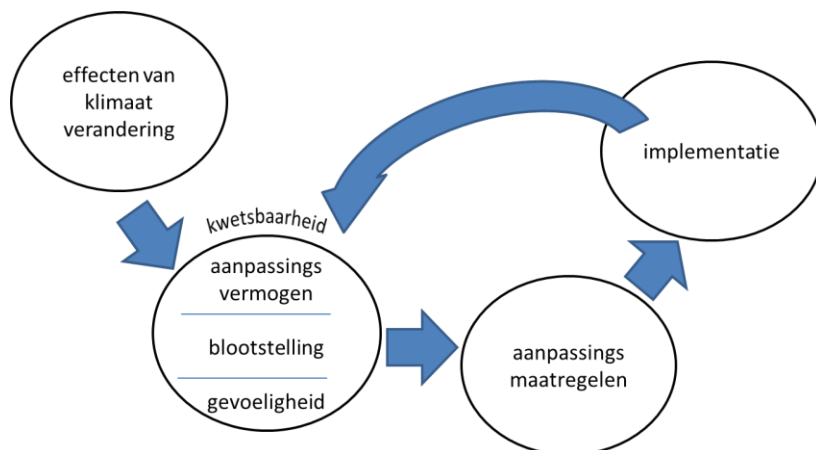 effecten van
klimaat
verandering
implementatie
kwetsbaarheid
aanpassings
vermogen
blootstelling
gevoeligheid
aanpassings
maatregelen